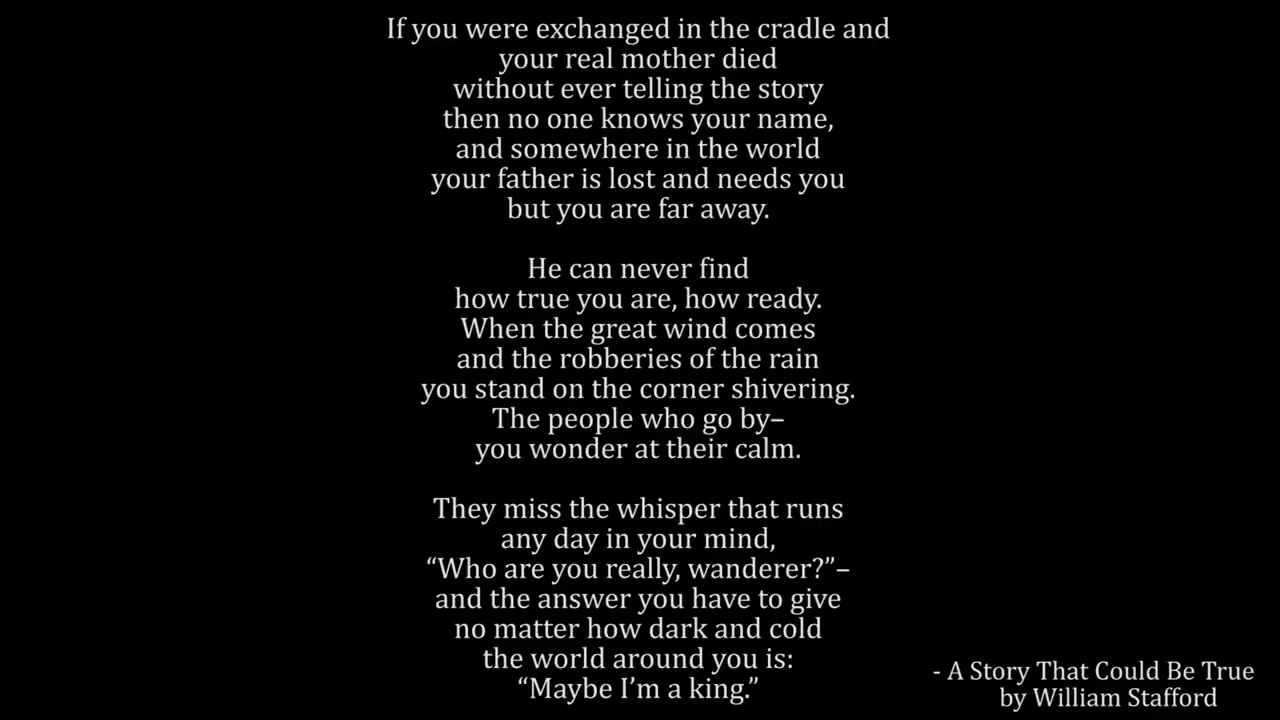 If you were exchanged in the cradle and
your real mother died
without ever telling the story
then no one knows your name,
and somewhere in the world
your father is lost and needs you
but you are far away.
He can never find
how true you are, how ready.
When the great wind comes
and the robberies of the rain
you stand on the corner shivering.
The people who go by–
you wonder at their calm.
They miss the whisper that runs
any day in your mind,
“Who are you really, wanderer?”–
and the answer you have to give
no matter how dark and cold
the world around you is:
“Maybe I’m a king.”
- A Story That Could Be True
by William Stafford